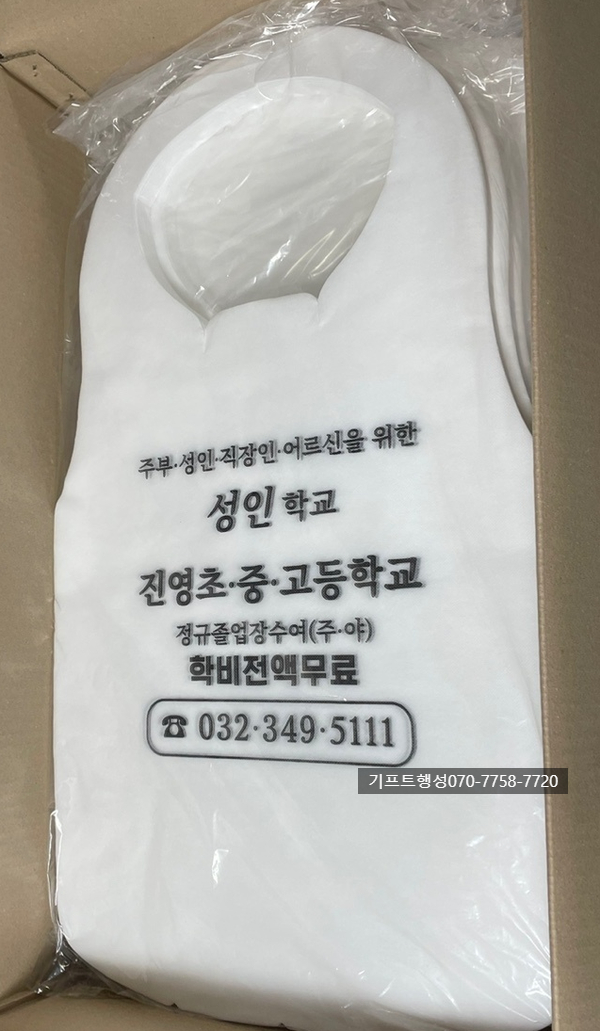 주부·성인·직장인·어르신을 위한
성인 학교
진영초·중·고등학교
정규졸업장수여(주·야)
학비전액무료
☎ 032·349·5111
기프트행성070-7758-7720